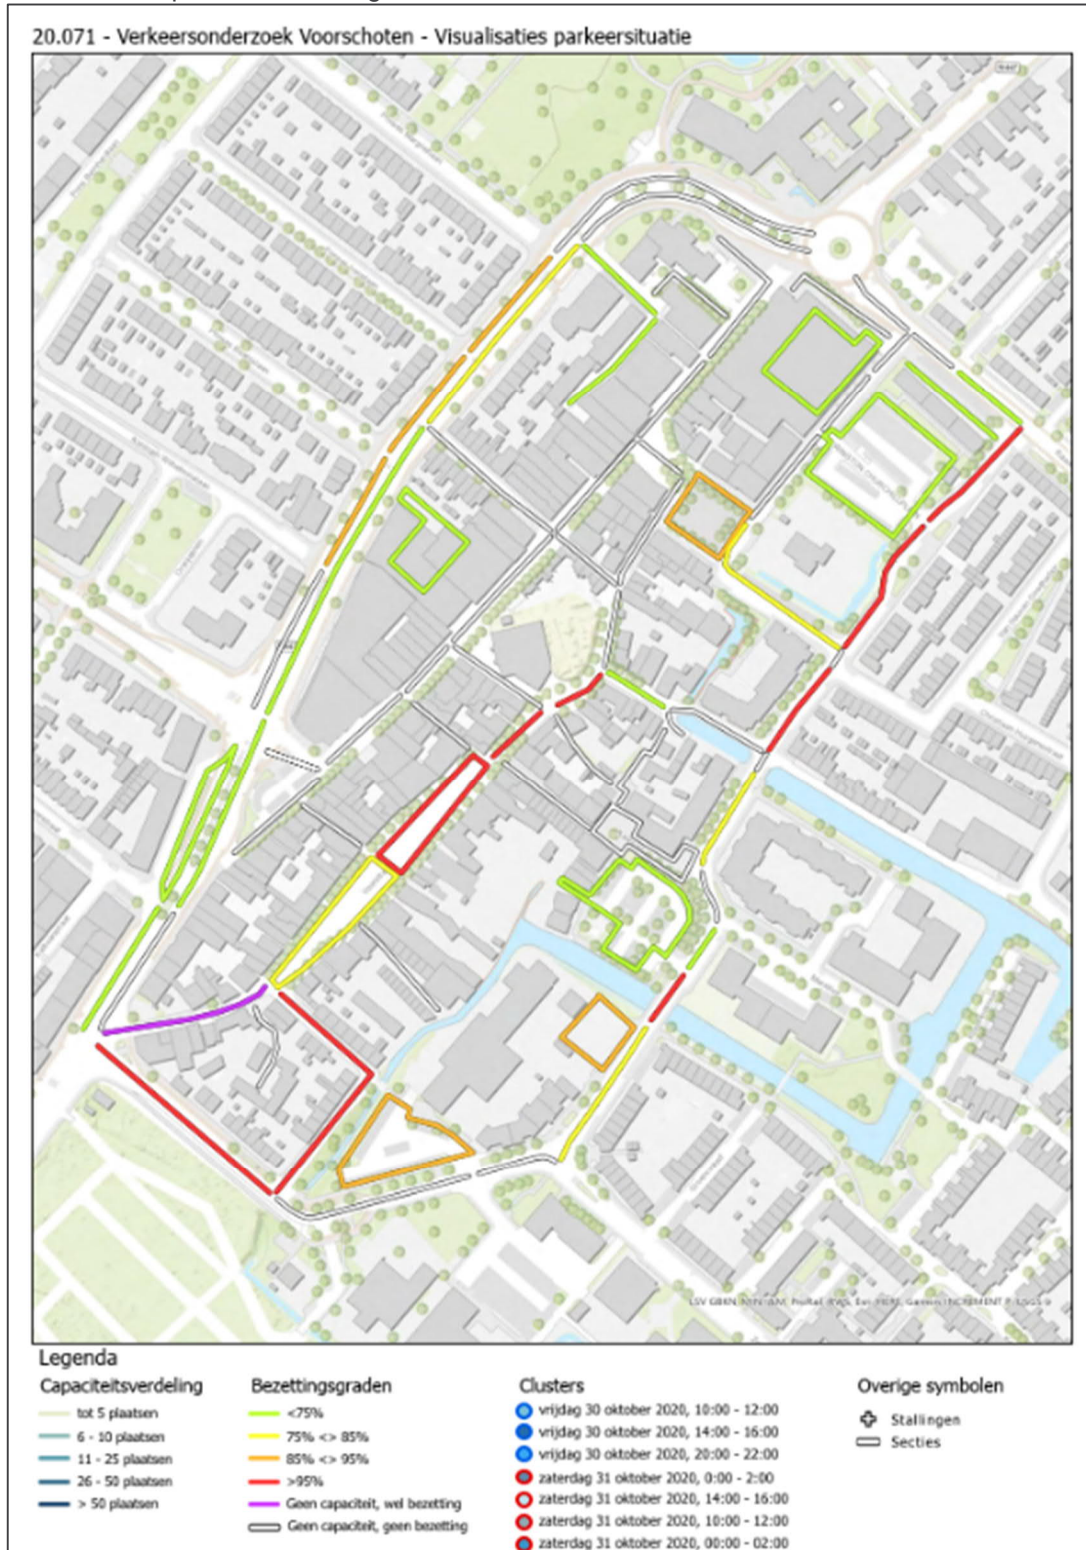 20.071 - Verkeersonderzoek Voorschoten - Visualisaties parkeersituatie
Legenda
Capaciteitsverdeling
tot 5 plaatsen
6 - 10 plaatsen
11 - 25 plaatsen
26 - 50 plaatsen
> 50 plaatsen
Bezettingsgraden
<75%
75% <> 85%
85% <> 95%
>95%
Geen capaciteit, wel bezetting
Geen capaciteit, geen bezetting
Clusters
vrijdag 30 oktober 2020, 10:00 - 12:00
vrijdag 30 oktober 2020, 14:00 - 16:00
vrijdag 30 oktober 2020, 20:00 - 22:00
zaterdag 31 oktober 2020, 0:00 - 2:00
zaterdag 31 oktober 2020, 14:00 - 16:00
zaterdag 31 oktober 2020, 10:00 - 12:00
zaterdag 31 oktober 2020, 00:00 - 02:00
Overige symbolen
Stallingen
Secties